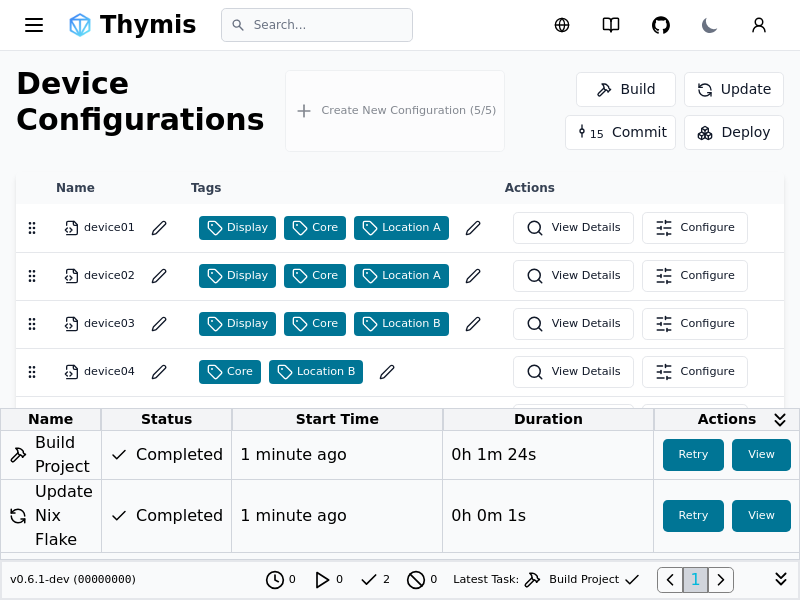 Thymis
Search...
Device
Configurations
Create New Configuration (5/5)
Build
Update
15 Commit
Deploy
Name Tags Actions
device01 Display Core Location A View Details Configure
device02 Display Core Location A View Details Configure
device03 Display Core Location B View Details Configure
device04 Core Location B View Details Configure
Name Status Start Time Duration Actions
Build
Project
Completed 1 minute ago 0h 1m 24s Retry View
Update
Nix
Flake
Completed 1 minute ago 0h 0m 1s Retry View
v0.6.1-dev (00000000) 0 0 2 0 Latest Task: Build Project 1